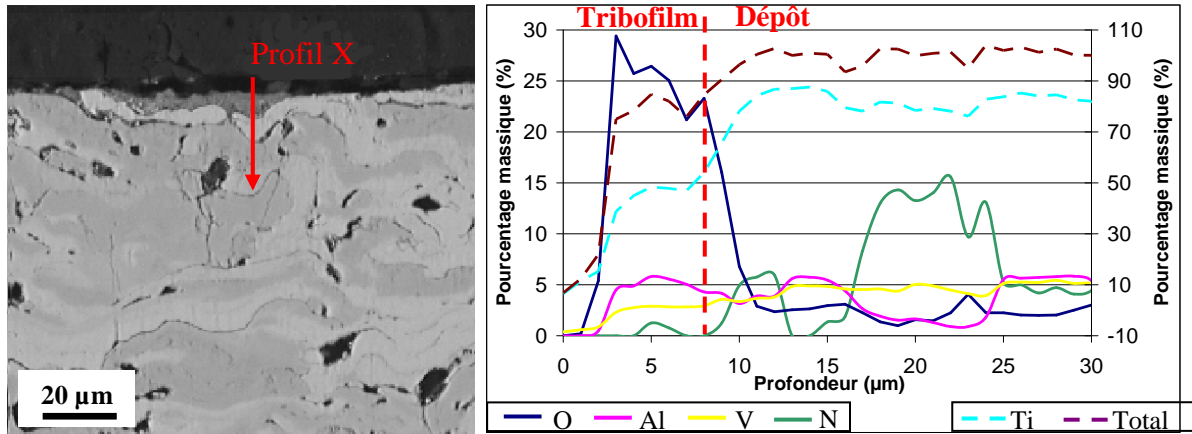 Profil X
20 µm
Tribofilm
Dépôt
Pourcentage massique (%)
30
25
20
15
10
5
0
110
90
70
50
30
10
-10
Pourcentage massique (%)
0 5 10 15 20 25 30
Profondeur (µm)
O Al V N Ti Total